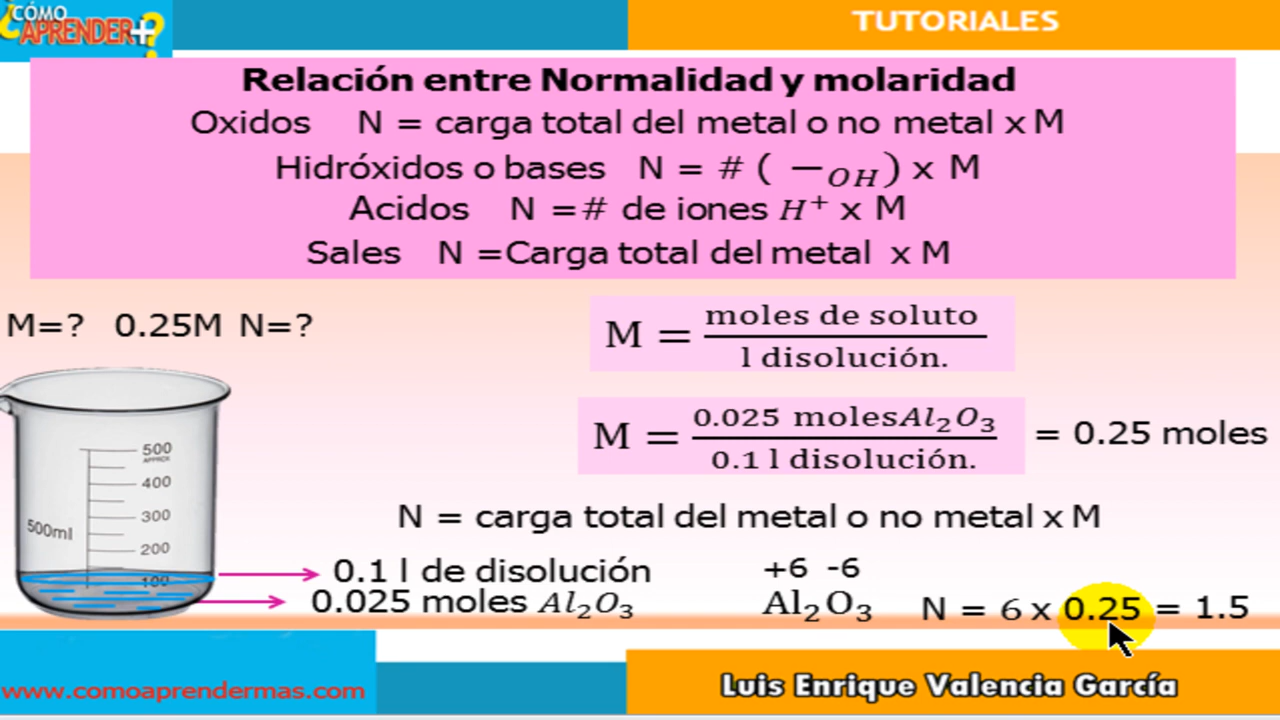 ¿CÓMO
APRENDER+?
TUTORIALES
Relación entre Normalidad y molaridad
Oxidos N = carga total del metal o no metal x M
Hidróxidos o bases N = # ( −OH) x M
Acidos N =# de iones H⁺ x M
Sales N =Carga total del metal x M
M=? 0.25M N=?
M = moles de soluto / l disolución.
M = 0.025 molesAl₂O₃ / 0.1 l disolución. = 0.25 moles
500
APPROX
400
300
200
100
500ml
N = carga total del metal o no metal x M
0.1 l de disolución
0.025 moles Al₂O₃
+6 -6
Al₂O₃
N = 6 x 0.25 = 1.5
www.comoaprendermas.com
Luis Enrique Valencia García